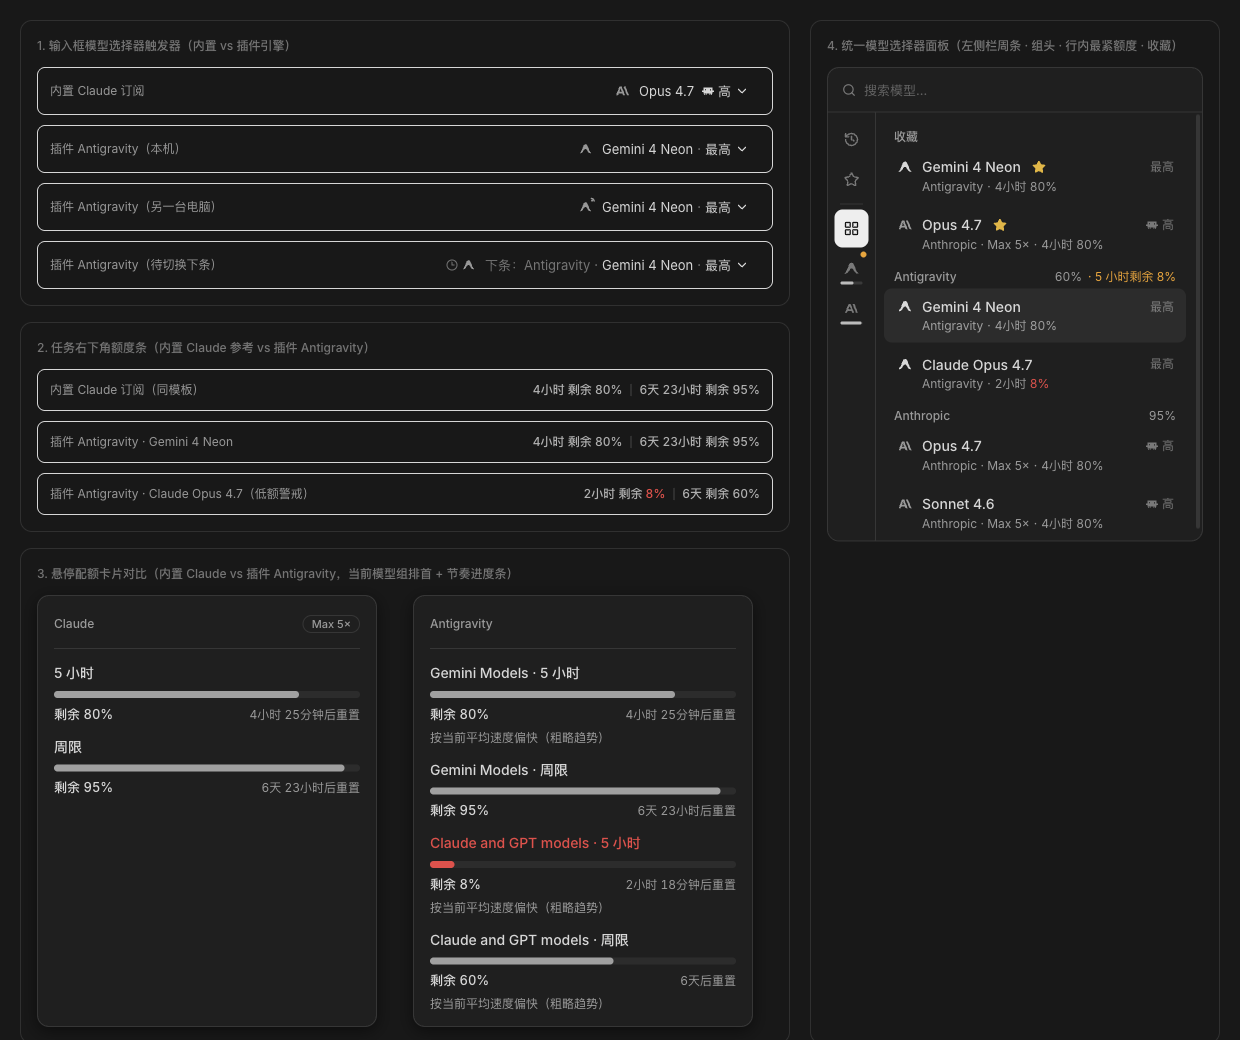 1. 输入框模型选择器触发器（内置 vs 插件引擎）
内置 Claude 订阅
Opus 4.7 高
插件 Antigravity（本机）
Gemini 4 Neon · 最高
插件 Antigravity（另一台电脑）
Gemini 4 Neon · 最高
插件 Antigravity（待切换下条）
下条：Antigravity · Gemini 4 Neon · 最高
2. 任务右下角额度条（内置 Claude 参考 vs 插件 Antigravity）
内置 Claude 订阅（同模板）
4小时 剩余 80% | 6天 23小时 剩余 95%
插件 Antigravity · Gemini 4 Neon
4小时 剩余 80% | 6天 23小时 剩余 95%
插件 Antigravity · Claude Opus 4.7（低额警戒）
2小时 剩余 8% | 6天 剩余 60%
3. 悬停配额卡片对比（内置 Claude vs 插件 Antigravity，当前模型组排首 + 节奏进度条）
Claude
Max 5×
5 小时
剩余 80%
4小时 25分钟后重置
周限
剩余 95%
6天 23小时后重置
Antigravity
Gemini Models · 5 小时
剩余 80%
4小时 25分钟后重置
按当前平均速度偏快（粗略趋势）
Gemini Models · 周限
剩余 95%
6天 23小时后重置
Claude and GPT models · 5 小时
剩余 8%
2小时 18分钟后重置
按当前平均速度偏快（粗略趋势）
Claude and GPT models · 周限
剩余 60%
6天后重置
按当前平均速度偏快（粗略趋势）
4. 统一模型选择器面板（左侧栏周条 · 组头 · 行内最紧额度 · 收藏）
搜索模型...
收藏
Gemini 4 Neon
最高
Antigravity · 4小时 80%
Opus 4.7
高
Anthropic · Max 5× · 4小时 80%
Antigravity
60% · 5 小时剩余 8%
Gemini 4 Neon
最高
Antigravity · 4小时 80%
Claude Opus 4.7
最高
Antigravity · 2小时 8%
Anthropic
95%
Opus 4.7
高
Anthropic · Max 5× · 4小时 80%
Sonnet 4.6
高
Anthropic · Max 5× · 4小时 80%